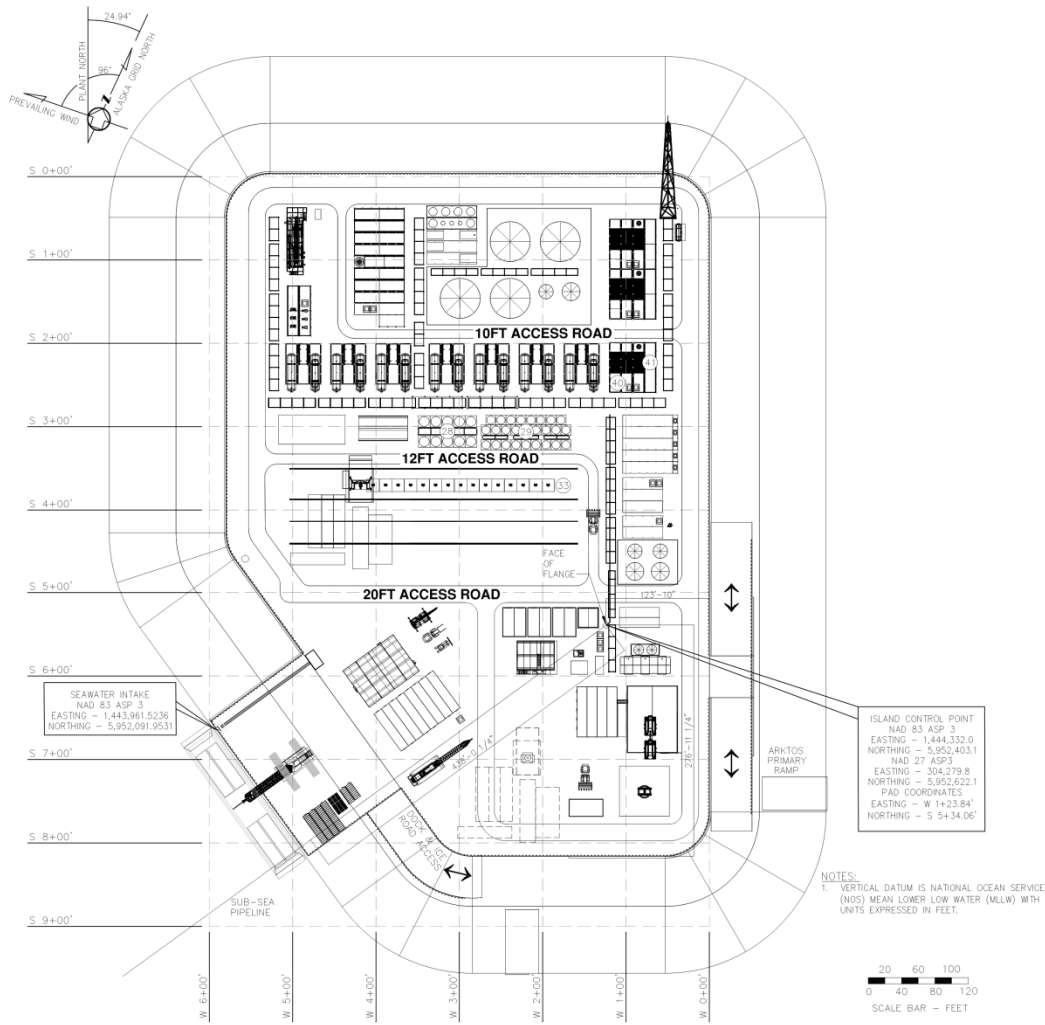 24.94°
PLANT NORTH
96°
N
ALASKA GRID NORTH
PREVAILING WIND
S 0+00'
S 1+00'
S 2+00'
S 3+00'
S 4+00'
S 5+00'
S 6+00'
S 7+00'
S 8+00'
S 9+00'
10FT ACCESS ROAD
41
40
28
29
12FT ACCESS ROAD
33
FACE
OF
FLANGE
20FT ACCESS ROAD
123'-10"
SEAWATER INTAKE
NAD 83 ASP 3
EASTING – 1,443,961.5236
NORTHING – 5,952,091.9531
438'-0 1/4"
276'-11 1/4"
ARKTOS
PRIMARY
RAMP
ISLAND CONTROL POINT
NAD 83 ASP 3
EASTING – 1,444,332.0
NORTHING – 5,952,403.1
NAD 27 ASP3
EASTING – 304,279.8
NORTHING – 5,952,622.1
PAD COORDINATES
EASTING – W 1+23.84'
NORTHING – S 5+34.06'
DOCK & ICE
ROAD ACCESS
SUB-SEA
PIPELINE
NOTES:
1. VERTICAL DATUM IS NATIONAL OCEAN SERVICE
(NOS) MEAN LOWER LOW WATER (MLLW) WITH
UNITS EXPRESSED IN FEET.
W 6+00'
W 5+00'
W 4+00'
W 3+00'
W 2+00'
W 1+00'
W 0+00'
20 60 100
0 40 80 120
SCALE BAR – FEET